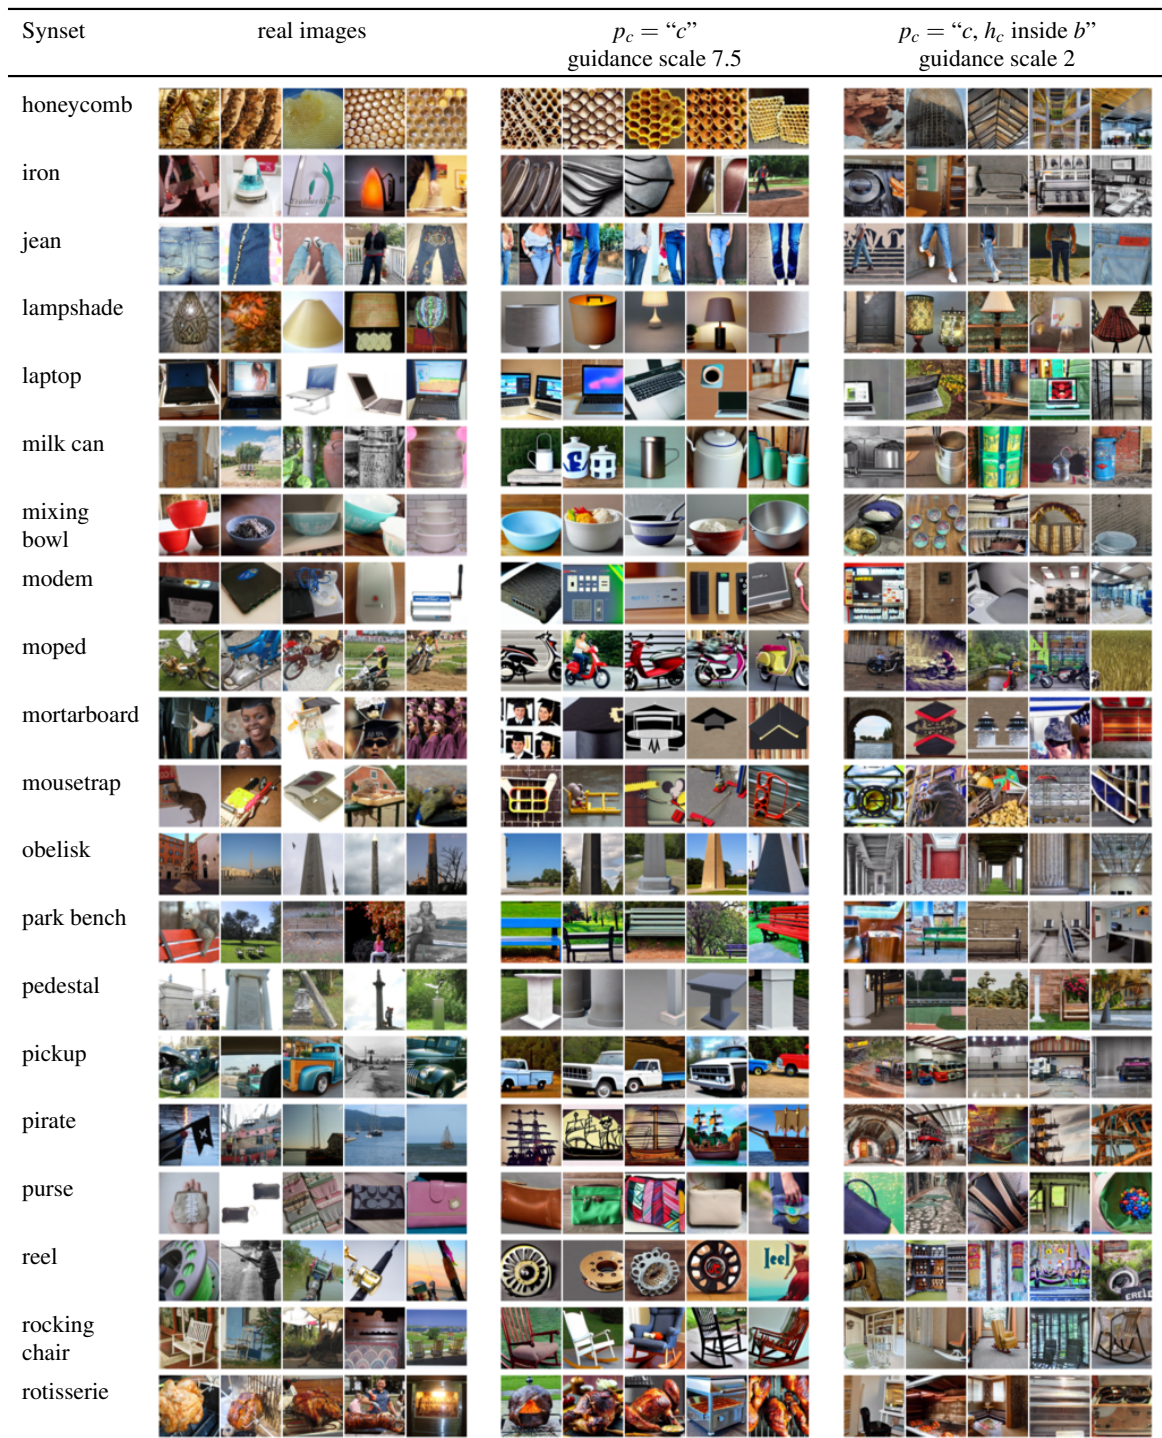 Synset real images p_c = “c” p_c = “c, h_c inside b”
guidance scale 7.5 guidance scale 2
honeycomb
iron
jean
lampshade
laptop
milk can
mixing
bowl
modem
moped
mortarboard
mousetrap
obelisk
park bench
pedestal
pickup
pirate
purse
reel
leel
rocking
chair
rotisserie